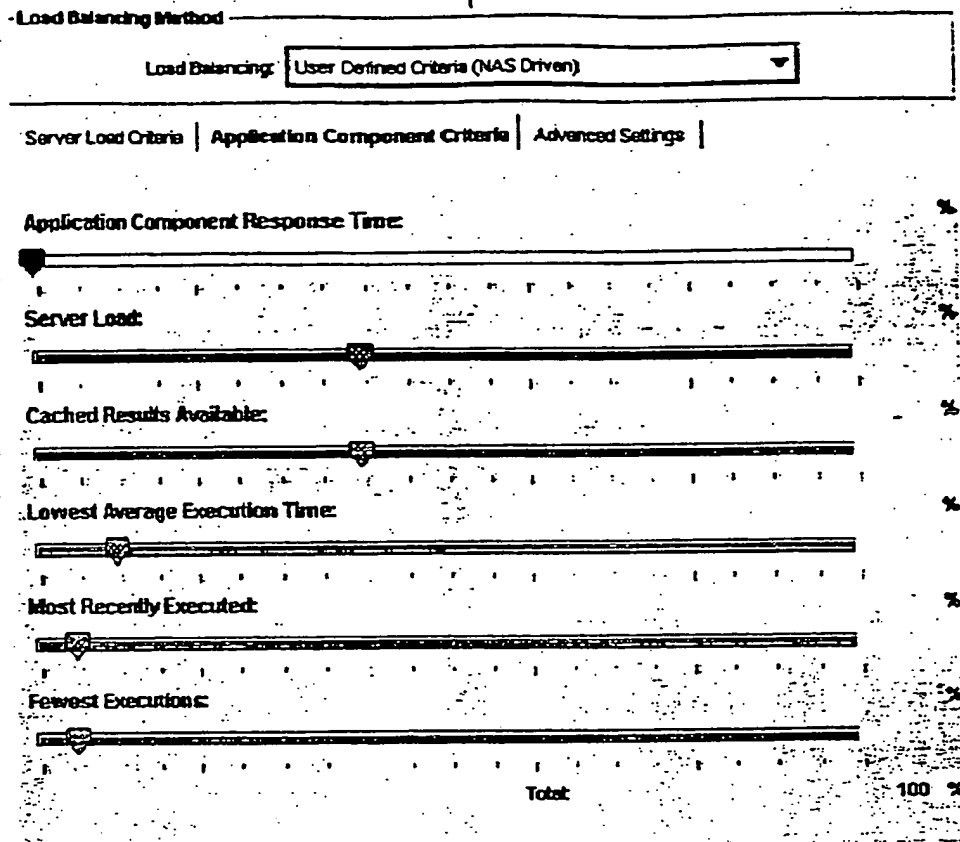 Load Balancing Method
Load Balancing: User Defined Criteria (NAS Driven)
Server Load Criteria | Application Component Criteria | Advanced Settings |
Application Component Response Time: %
Server Load: %
Cached Results Available: %
Lowest Average Execution Time: %
Most Recently Executed: %
Fewest Executions: %
Total: 100 %